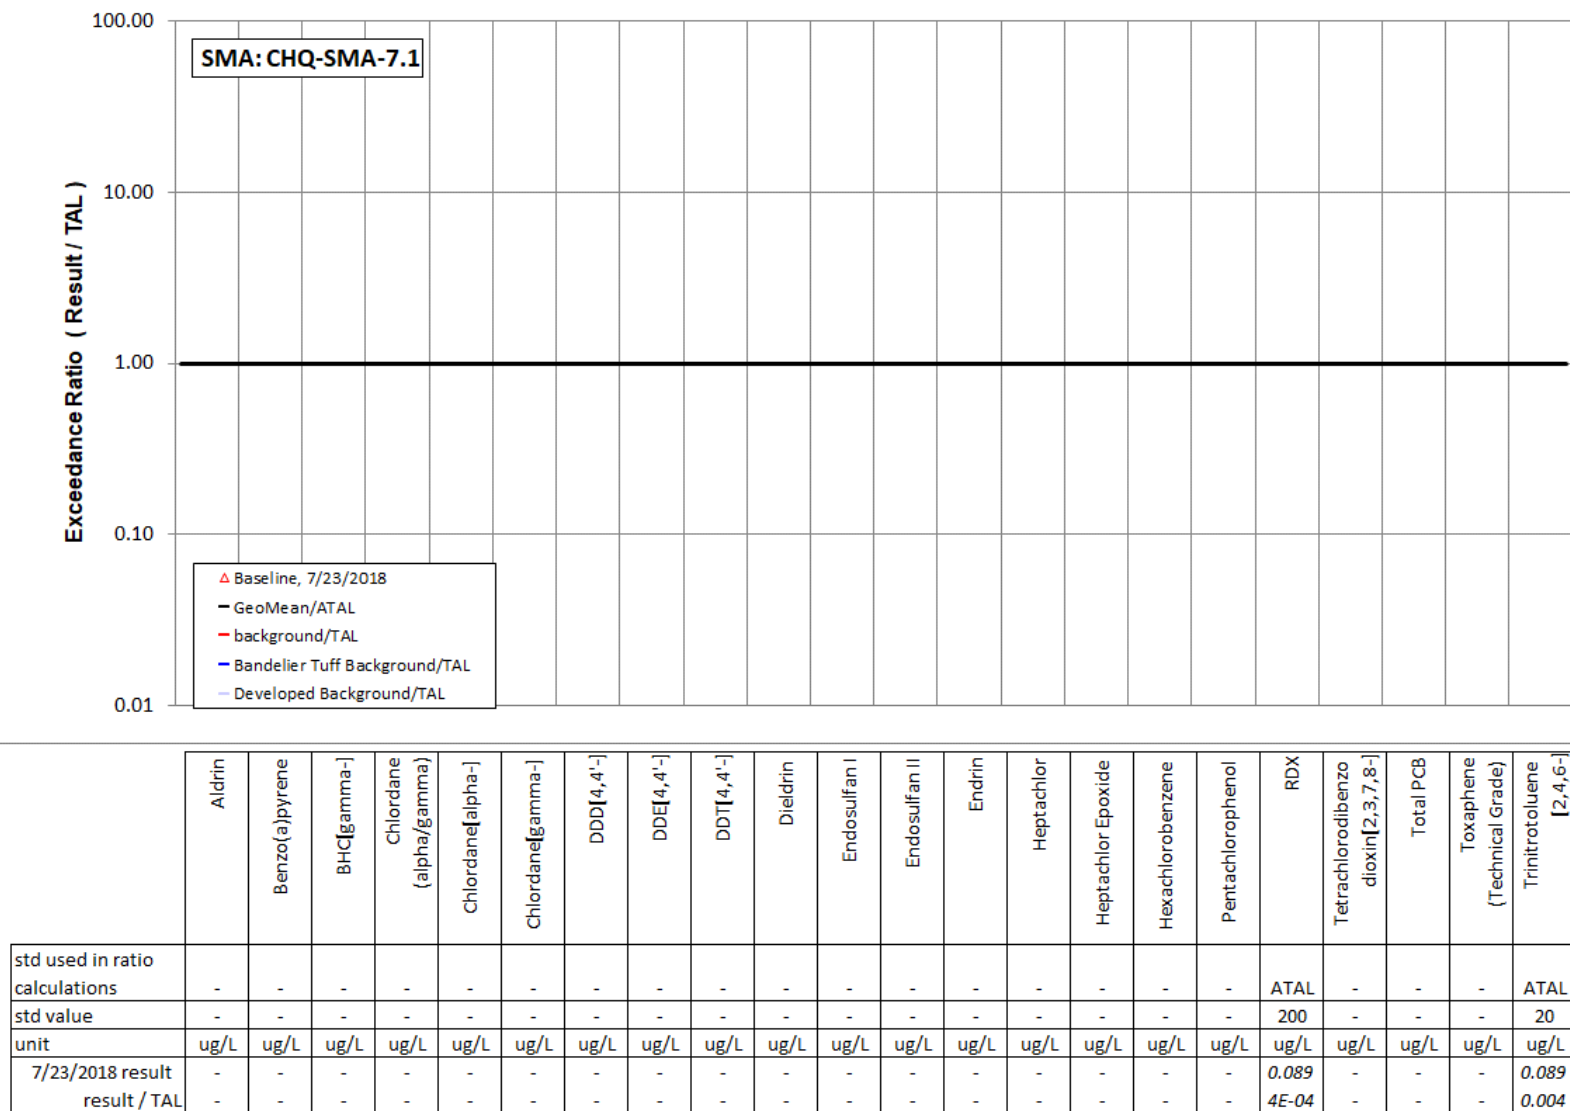 100.00
SMA: CHQ-SMA-7.1
10.00
Exceedance Ratio ( Result / TAL )
1.00
0.10
0.01
Baseline, 7/23/2018
GeoMean/ATAL
background/TAL
Bandelier Tuff Background/TAL
Developed Background/TAL
Aldrin
Benzo(a)pyrene
BHC[gamma-]
Chlordane
(alpha/gamma)
Chlordane[alpha-]
Chlordane[gamma-]
DDD[4,4'-]
DDE[4,4'-]
DDT[4,4'-]
Dieldrin
Endosulfan I
Endosulfan II
Endrin
Heptachlor
Heptachlor Epoxide
Hexachlorobenzene
Pentachlorophenol
RDX
Tetrachlorodibenzo
dioxin[2,3,7,8-]
Total PCB
Toxaphene
(Technical Grade)
Trinitrotoluene
[2,4,6-]
std used in ratio
calculations - - - - - - - - - - - - - - - - - ATAL - - - ATAL
std value - - - - - - - - - - - - - - - - - 200 - - - 20
unit ug/L ug/L ug/L ug/L ug/L ug/L ug/L ug/L ug/L ug/L ug/L ug/L ug/L ug/L ug/L ug/L ug/L ug/L ug/L ug/L ug/L ug/L
7/23/2018 result - - - - - - - - - - - - - - - - - 0.089 - - - 0.089
result / TAL - - - - - - - - - - - - - - - - - 4E-04 - - - 0.004